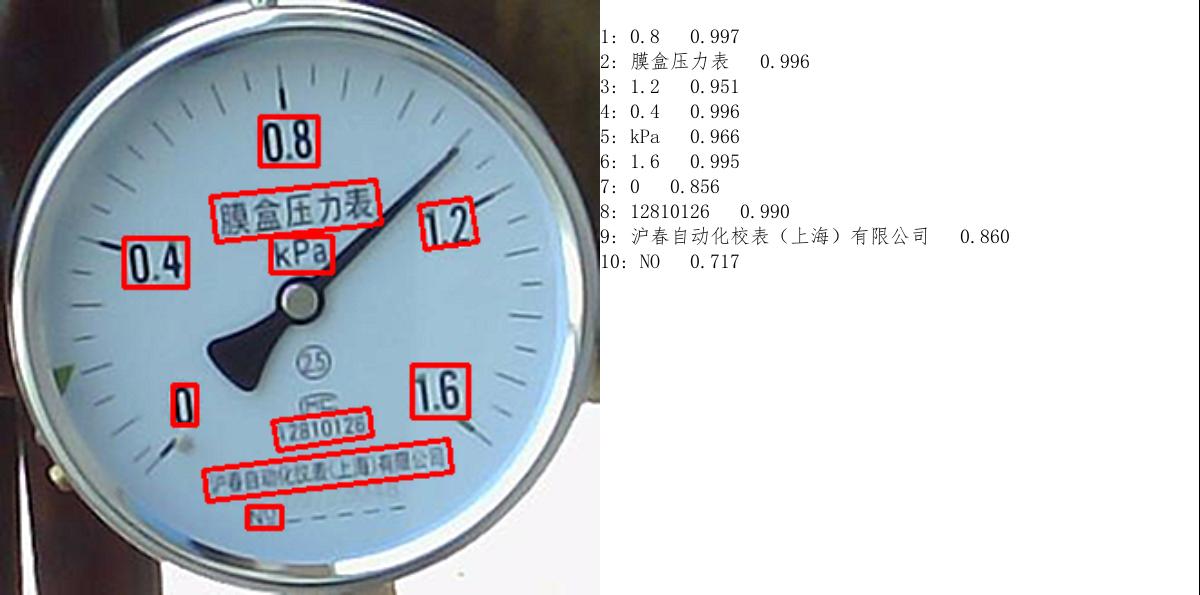 0.8
膜盒压力表
kPa
0.4
1.2
0
1.6
2.5
12810126
沪春自动化仪表(上海)有限公司
NO
1: 0.8 0.997
2: 膜盒压力表 0.996
3: 1.2 0.951
4: 0.4 0.996
5: kPa 0.966
6: 1.6 0.995
7: 0 0.856
8: 12810126 0.990
9: 沪春自动化校表（上海）有限公司 0.860
10: NO 0.717